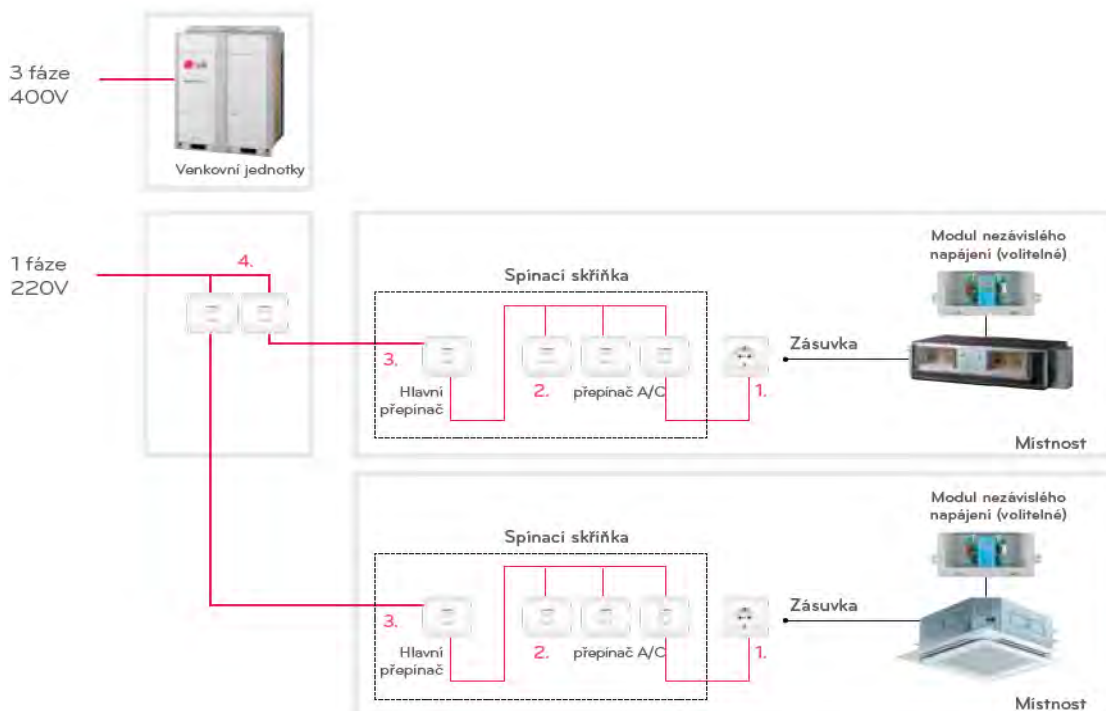 3 fáze
400V
LG
Venkovní jednotky
1 fáze
220V
4.
Spínací skříňka
3.
Hlavní
přepínač
2.
přepínač A/C
1.
Zásuvka
Modul nezávislého
napájení (volitelné)
Místnost
Spínací skříňka
3.
Hlavní
přepínač
2.
přepínač A/C
1.
Zásuvka
Modul nezávislého
napájení (volitelné)
Místnost